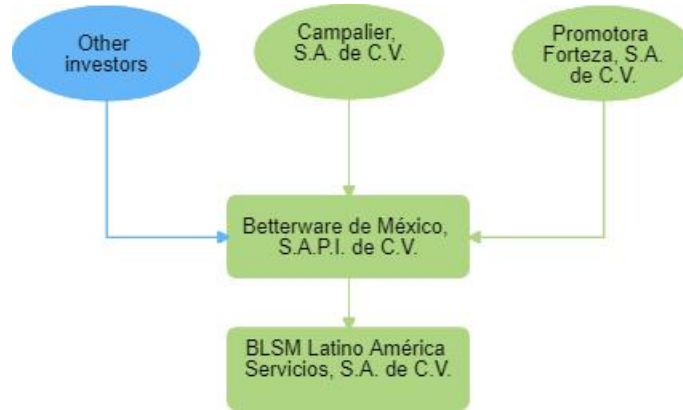 Other
investors
Campalier,
S.A. de C.V.
Promotora
Forteza, S.A.
de C.V.
Betterware de México,
S.A.P.I. de C.V.
BLSM Latino América
Servicios, S.A. de C.V.